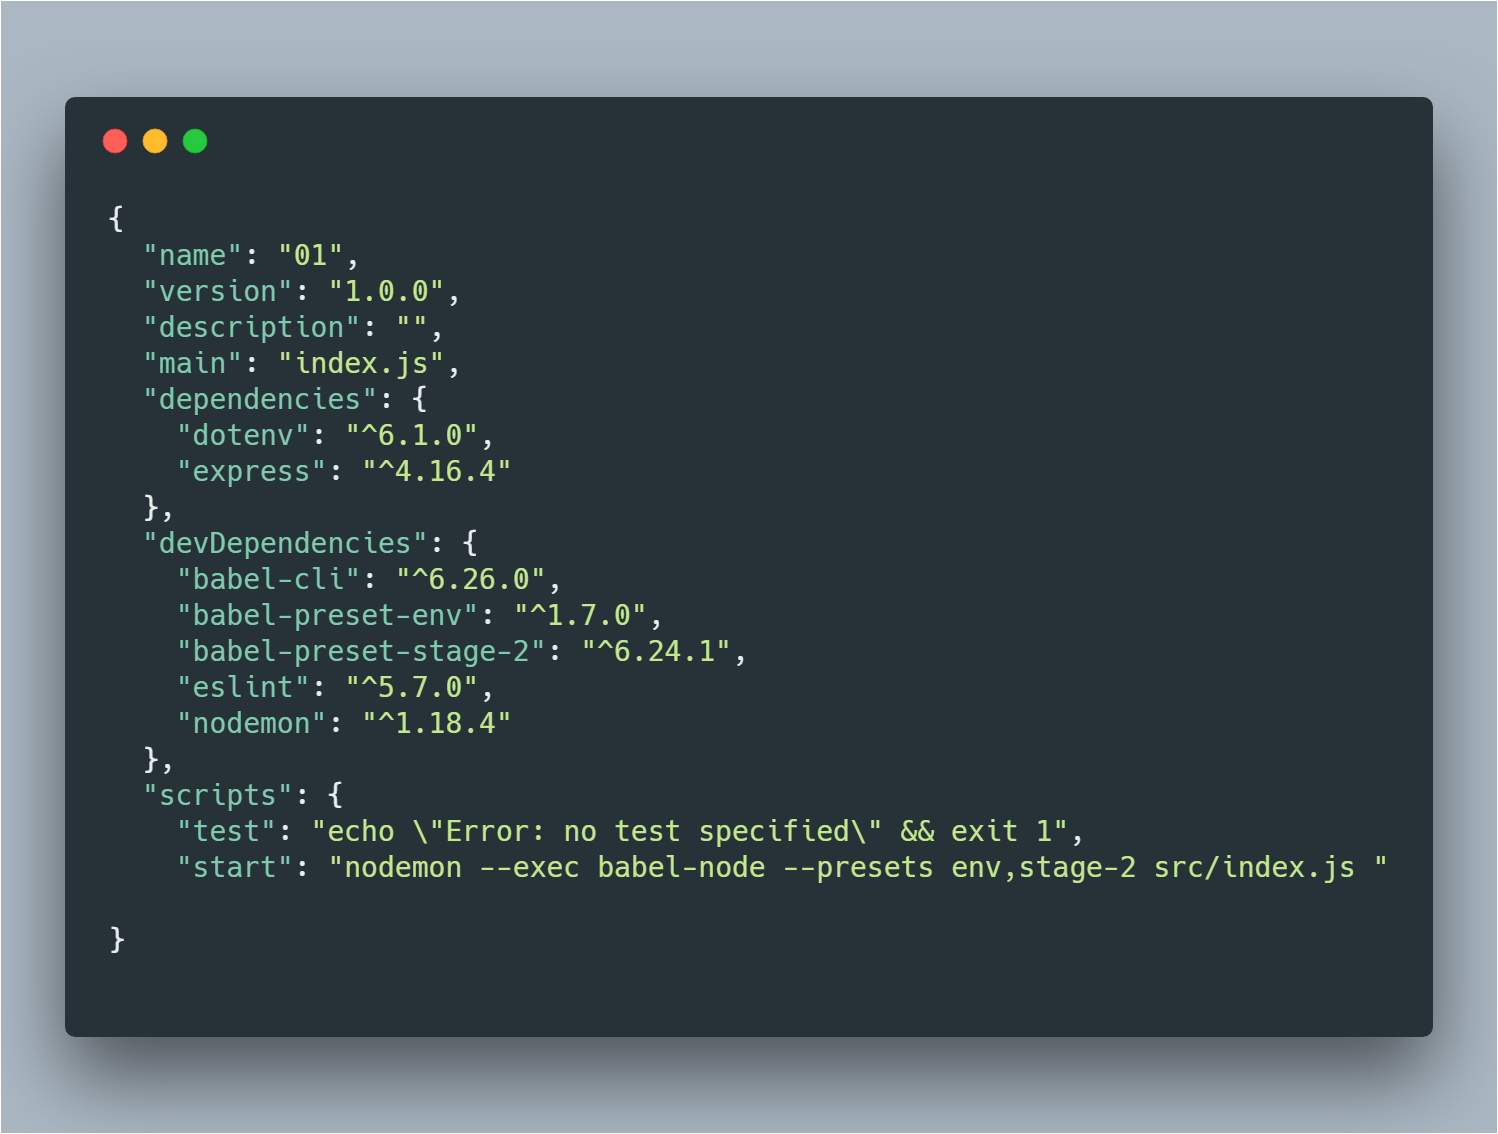 {
  "name": "01",
  "version": "1.0.0",
  "description": "",
  "main": "index.js",
  "dependencies": {
    "dotenv": "^6.1.0",
    "express": "^4.16.4"
  },
  "devDependencies": {
    "babel-cli": "^6.26.0",
    "babel-preset-env": "^1.7.0",
    "babel-preset-stage-2": "^6.24.1",
    "eslint": "^5.7.0",
    "nodemon": "^1.18.4"
  },
  "scripts": {
    "test": "echo \"Error: no test specified\" && exit 1",
    "start": "nodemon --exec babel-node --presets env,stage-2 src/index.js "

}